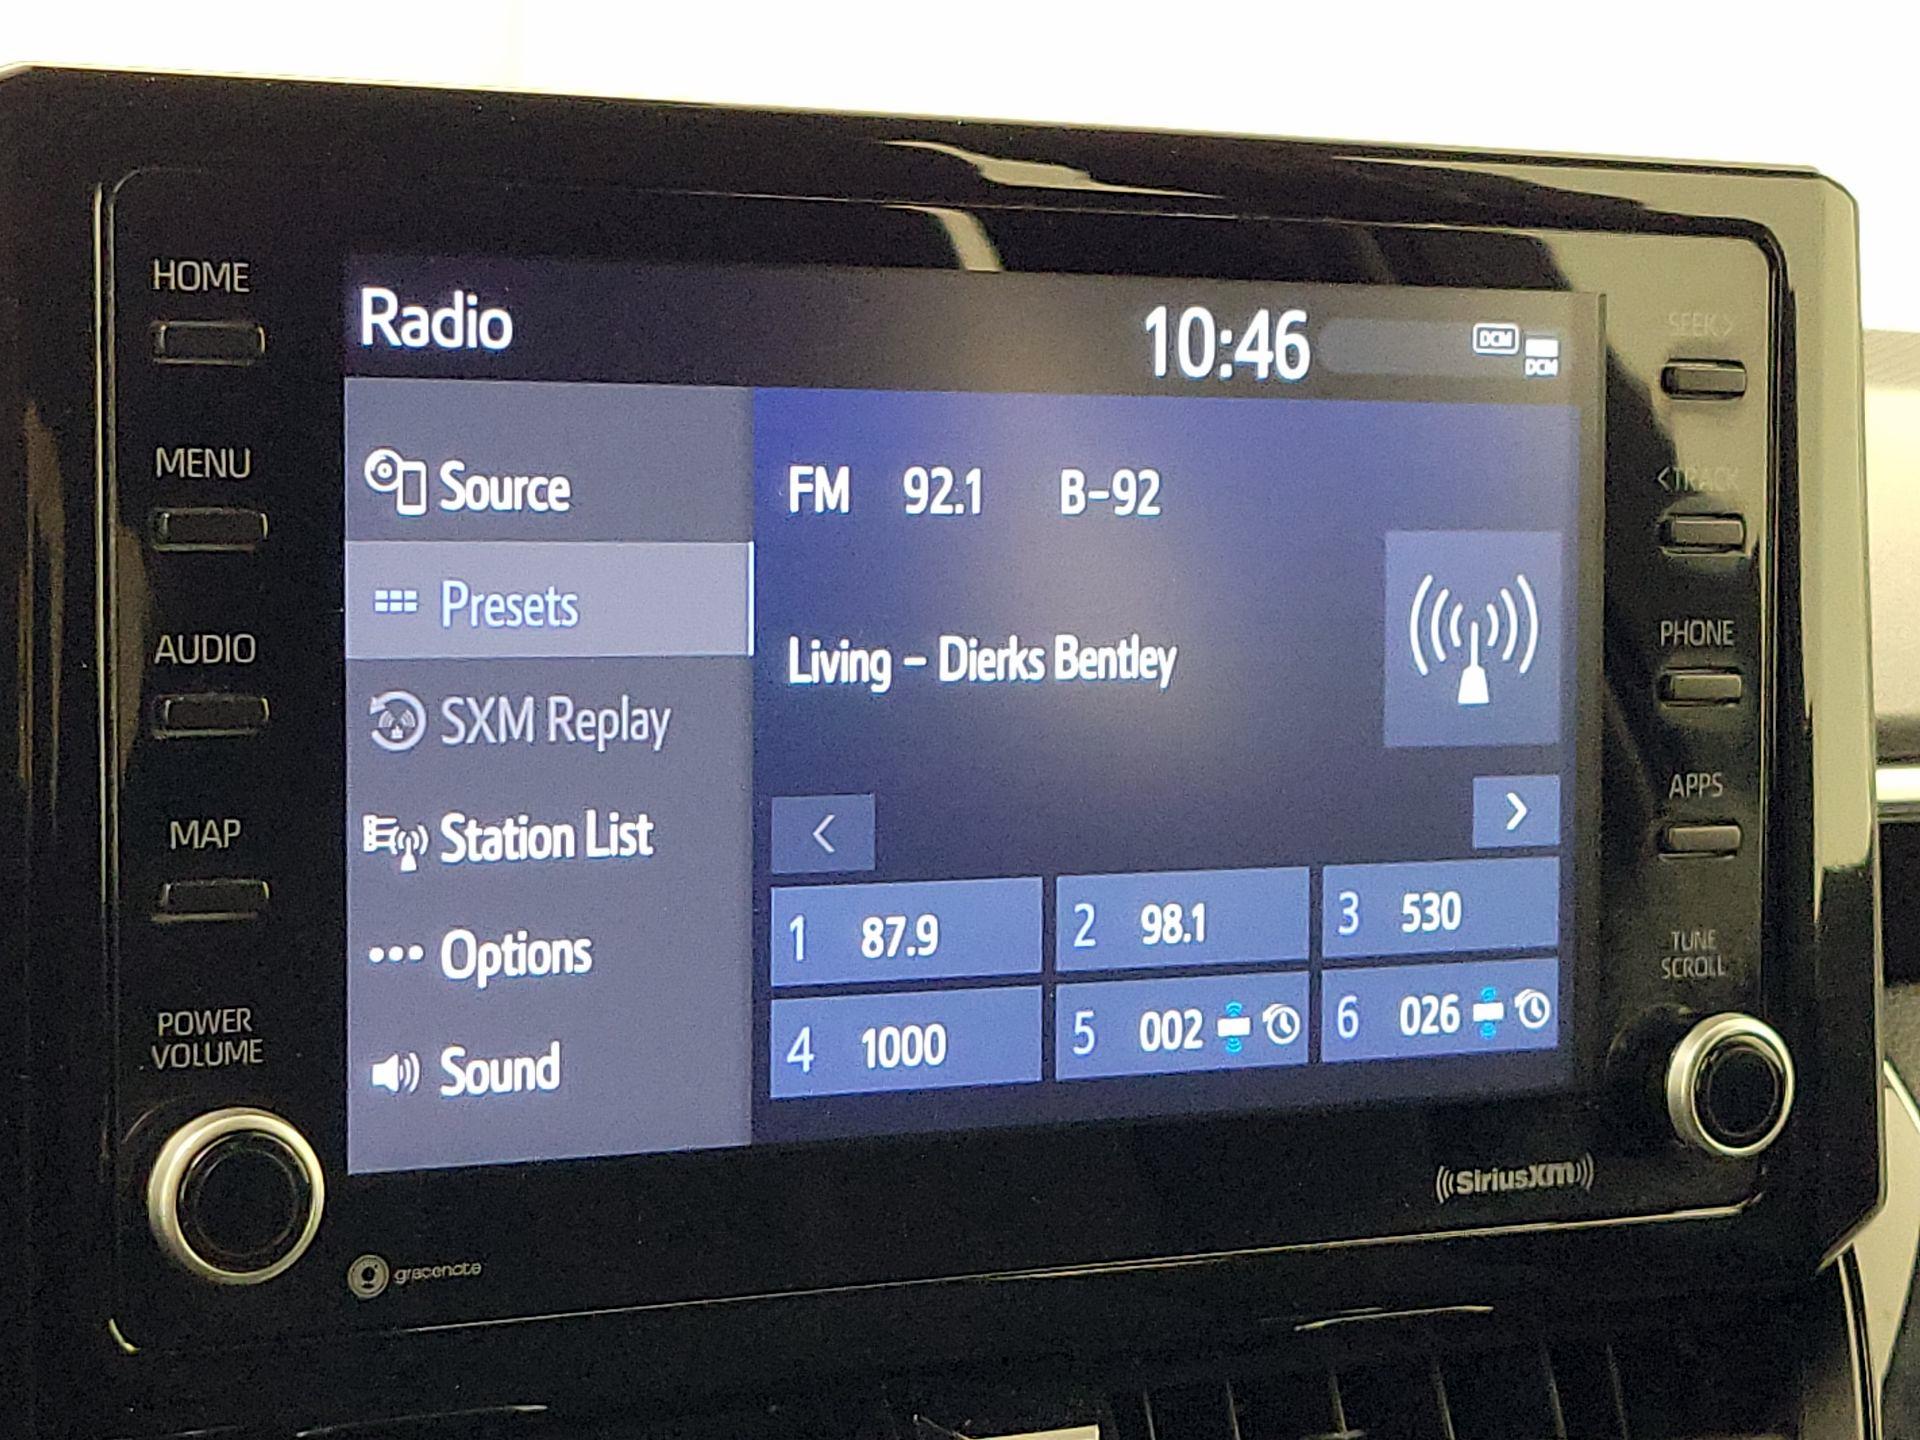 HOME
MENU
AUDIO
MAP
POWER
VOLUME
Radio
10:46
DCM
DCM
Source
Presets
SXM Replay
Station List
Options
Sound
FM 92.1 B-92
Living - Dierks Bentley
<
>
1 87.9
2 98.1
3 530
4 1000
5 002
6 026
SEEK>
<TRACK
PHONE
APPS
TUNE
SCROLL
gracenote
((SiriusXM))